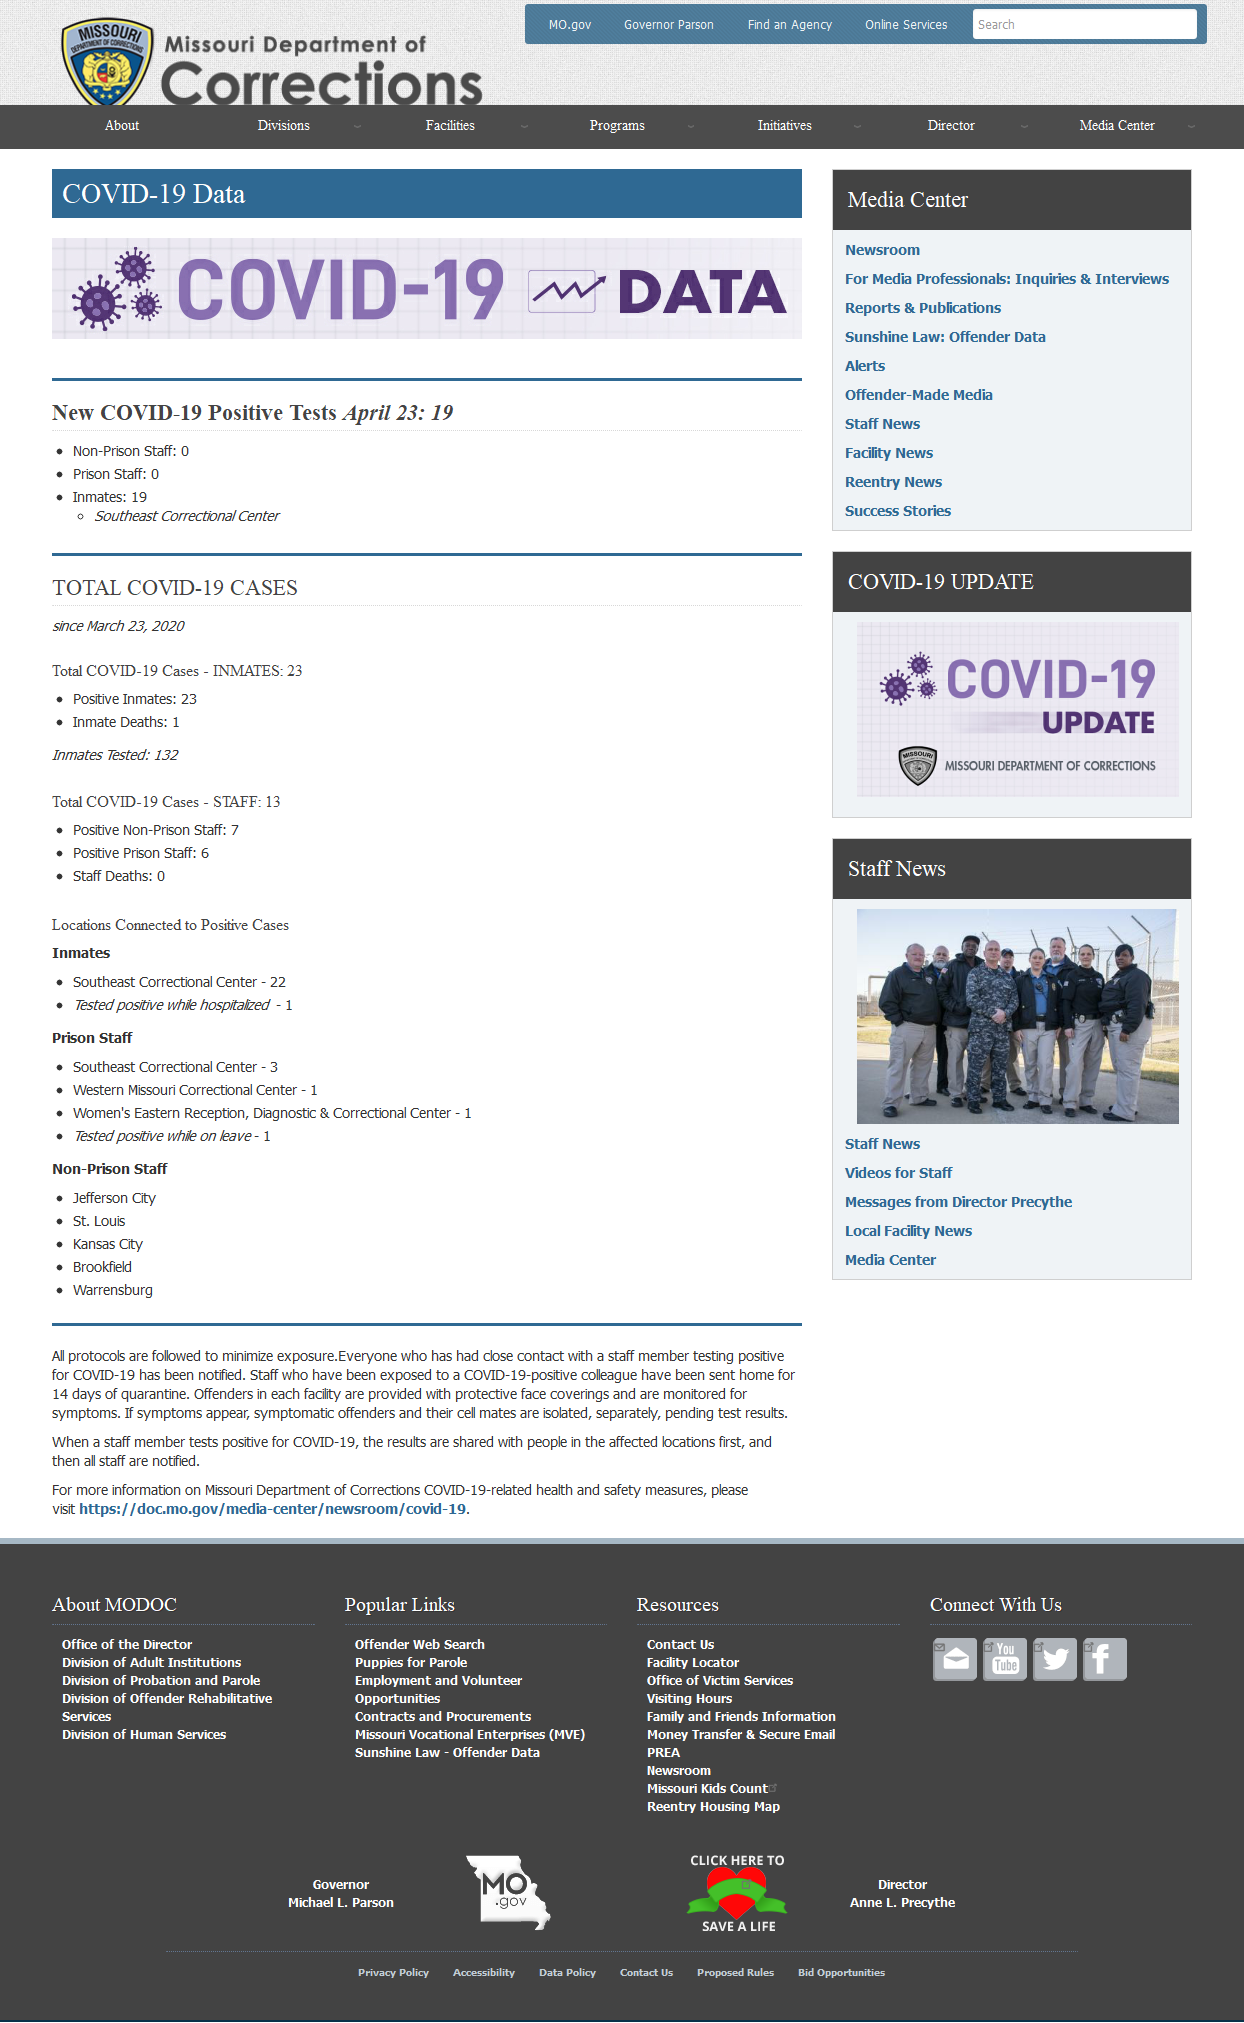 MISSOURI
DEPARTMENT OF CORRECTIONS
Missouri Department of
Corrections
MO.gov
Governor Parson
Find an Agency
Online Services
Search
About
Divisions
Facilities
Programs
Initiatives
Director
Media Center
COVID-19 Data
COVID-19 DATA
New COVID-19 Positive Tests April 23: 19
Non-Prison Staff: 0
Prison Staff: 0
Inmates: 19
Southeast Correctional Center
TOTAL COVID-19 CASES
since March 23, 2020
Total COVID-19 Cases - INMATES: 23
Positive Inmates: 23
Inmate Deaths: 1
Inmates Tested: 132
Total COVID-19 Cases - STAFF: 13
Positive Non-Prison Staff: 7
Positive Prison Staff: 6
Staff Deaths: 0
Locations Connected to Positive Cases
Inmates
Southeast Correctional Center - 22
Tested positive while hospitalized - 1
Prison Staff
Southeast Correctional Center - 3
Western Missouri Correctional Center - 1
Women's Eastern Reception, Diagnostic & Correctional Center - 1
Tested positive while on leave - 1
Non-Prison Staff
Jefferson City
St. Louis
Kansas City
Brookfield
Warrensburg
All protocols are followed to minimize exposure.Everyone who has had close contact with a staff member testing positive
for COVID-19 has been notified. Staff who have been exposed to a COVID-19-positive colleague have been sent home for
14 days of quarantine. Offenders in each facility are provided with protective face coverings and are monitored for
symptoms. If symptoms appear, symptomatic offenders and their cell mates are isolated, separately, pending test results.
When a staff member tests positive for COVID-19, the results are shared with people in the affected locations first, and
then all staff are notified.
For more information on Missouri Department of Corrections COVID-19-related health and safety measures, please
visit https://doc.mo.gov/media-center/newsroom/covid-19.
Media Center
Newsroom
For Media Professionals: Inquiries & Interviews
Reports & Publications
Sunshine Law: Offender Data
Alerts
Offender-Made Media
Staff News
Facility News
Reentry News
Success Stories
COVID-19 UPDATE
COVID-19
UPDATE
MISSOURI
MISSOURI DEPARTMENT OF CORRECTIONS
Staff News
Staff News
Videos for Staff
Messages from Director Precythe
Local Facility News
Media Center
About MODOC
Office of the Director
Division of Adult Institutions
Division of Probation and Parole
Division of Offender Rehabilitative
Services
Division of Human Services
Popular Links
Offender Web Search
Puppies for Parole
Employment and Volunteer
Opportunities
Contracts and Procurements
Missouri Vocational Enterprises (MVE)
Sunshine Law - Offender Data
Resources
Contact Us
Facility Locator
Office of Victim Services
Visiting Hours
Family and Friends Information
Money Transfer & Secure Email
PREA
Newsroom
Missouri Kids Count
Reentry Housing Map
Connect With Us
You
Tube
Governor
Michael L. Parson
MO
.gov
CLICK HERE TO
SAVE A LIFE
Director
Anne L. Precythe
Privacy Policy
Accessibility
Data Policy
Contact Us
Proposed Rules
Bid Opportunities